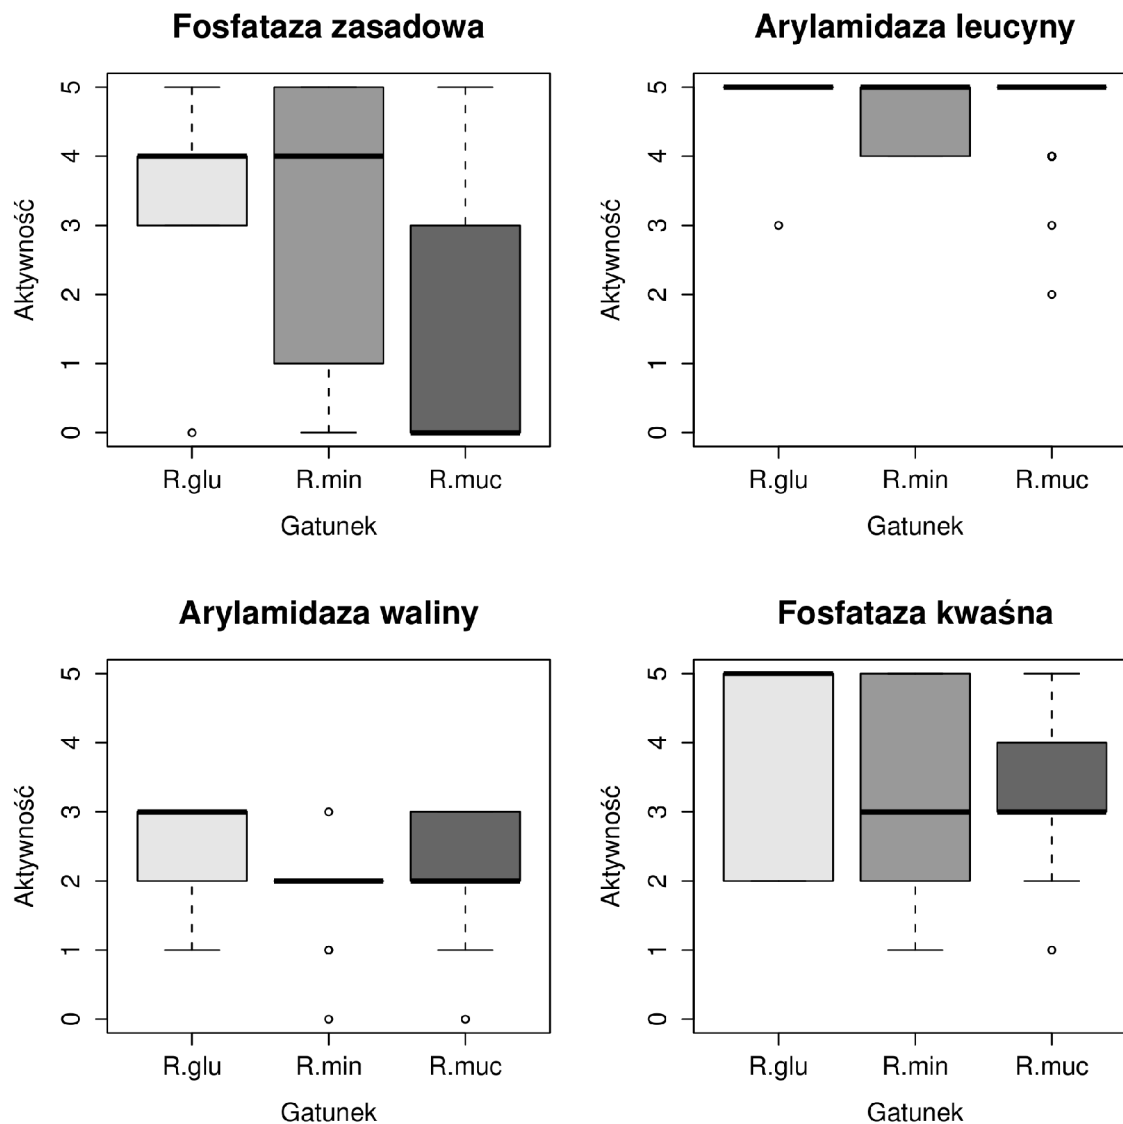 Fosfataza zasadowa
Aktywność
5
4
3
2
1
0
R.glu R.min R.muc
Gatunek
Arylamidaza leucyny
Aktywność
5
4
3
2
1
0
R.glu R.min R.muc
Gatunek
Arylamidaza waliny
Aktywność
5
4
3
2
1
0
R.glu R.min R.muc
Gatunek
Fosfataza kwaśna
Aktywność
5
4
3
2
1
0
R.glu R.min R.muc
Gatunek